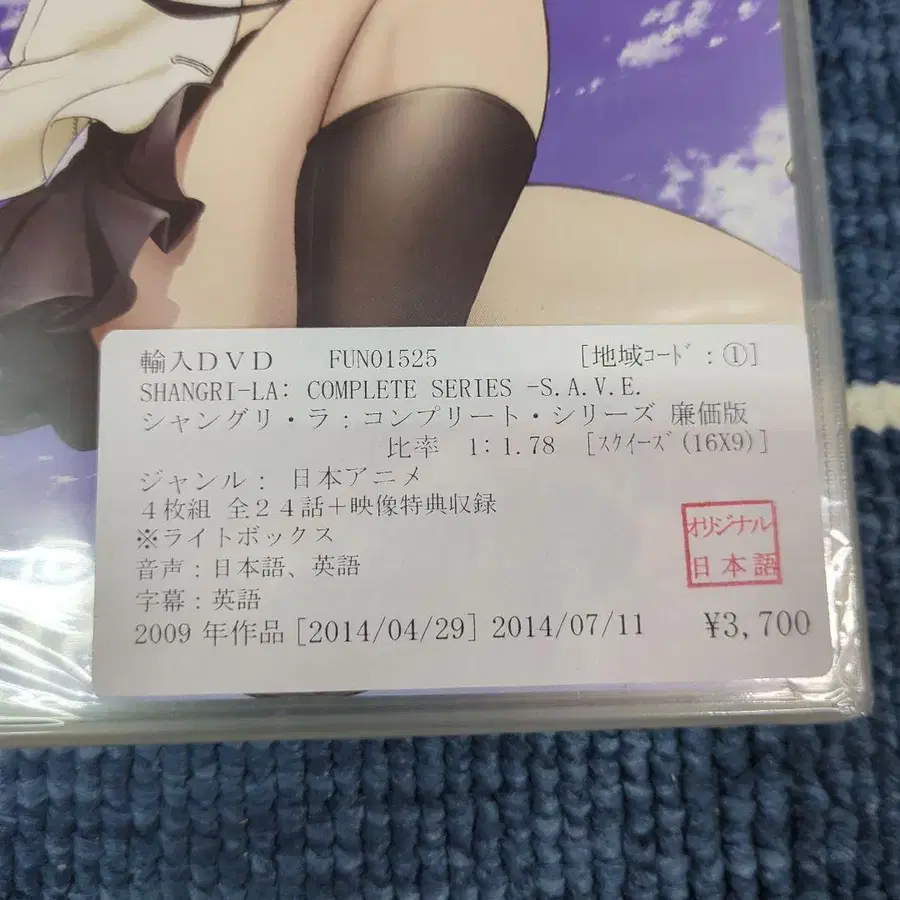 輸入DVD FUN01525 [地域ｺｰﾄﾞ:①]
SHANGRI-LA: COMPLETE SERIES -S.A.V.E.
シャングリ・ラ:コンプリート・シリーズ 廉価版
比率 1:1.78 [ｽｸｲｰｽﾞ(16X9)]
ジャンル: 日本アニメ
4枚組 全24話+映像特典収録
※ライトボックス
オリジナル
日本語
音声:日本語、英語
字幕:英語
2009 年作品[2014/04/29] 2014/07/11 ¥3,700